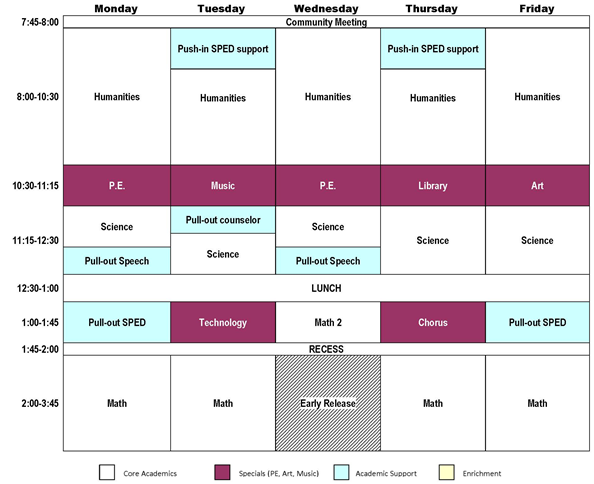 Monday Tuesday Wednesday Thursday Friday
7:45-8:00 Community Meeting
Push-in SPED support Push-in SPED support
8:00-10:30 Humanities Humanities Humanities Humanities Humanities
10:30-11:15 P.E. Music P.E. Library Art
Pull-out counselor
Science Science
11:15-12:30 Science Science Science
Pull-out Speech Pull-out Speech
12:30-1:00 LUNCH
1:00-1:45 Pull-out SPED Technology Math 2 Chorus Pull-out SPED
1:45-2:00 RECESS
2:00-3:45 Math Math Early Release Math Math
Core Academics Specials (PE, Art, Music) Academic Support Enrichment